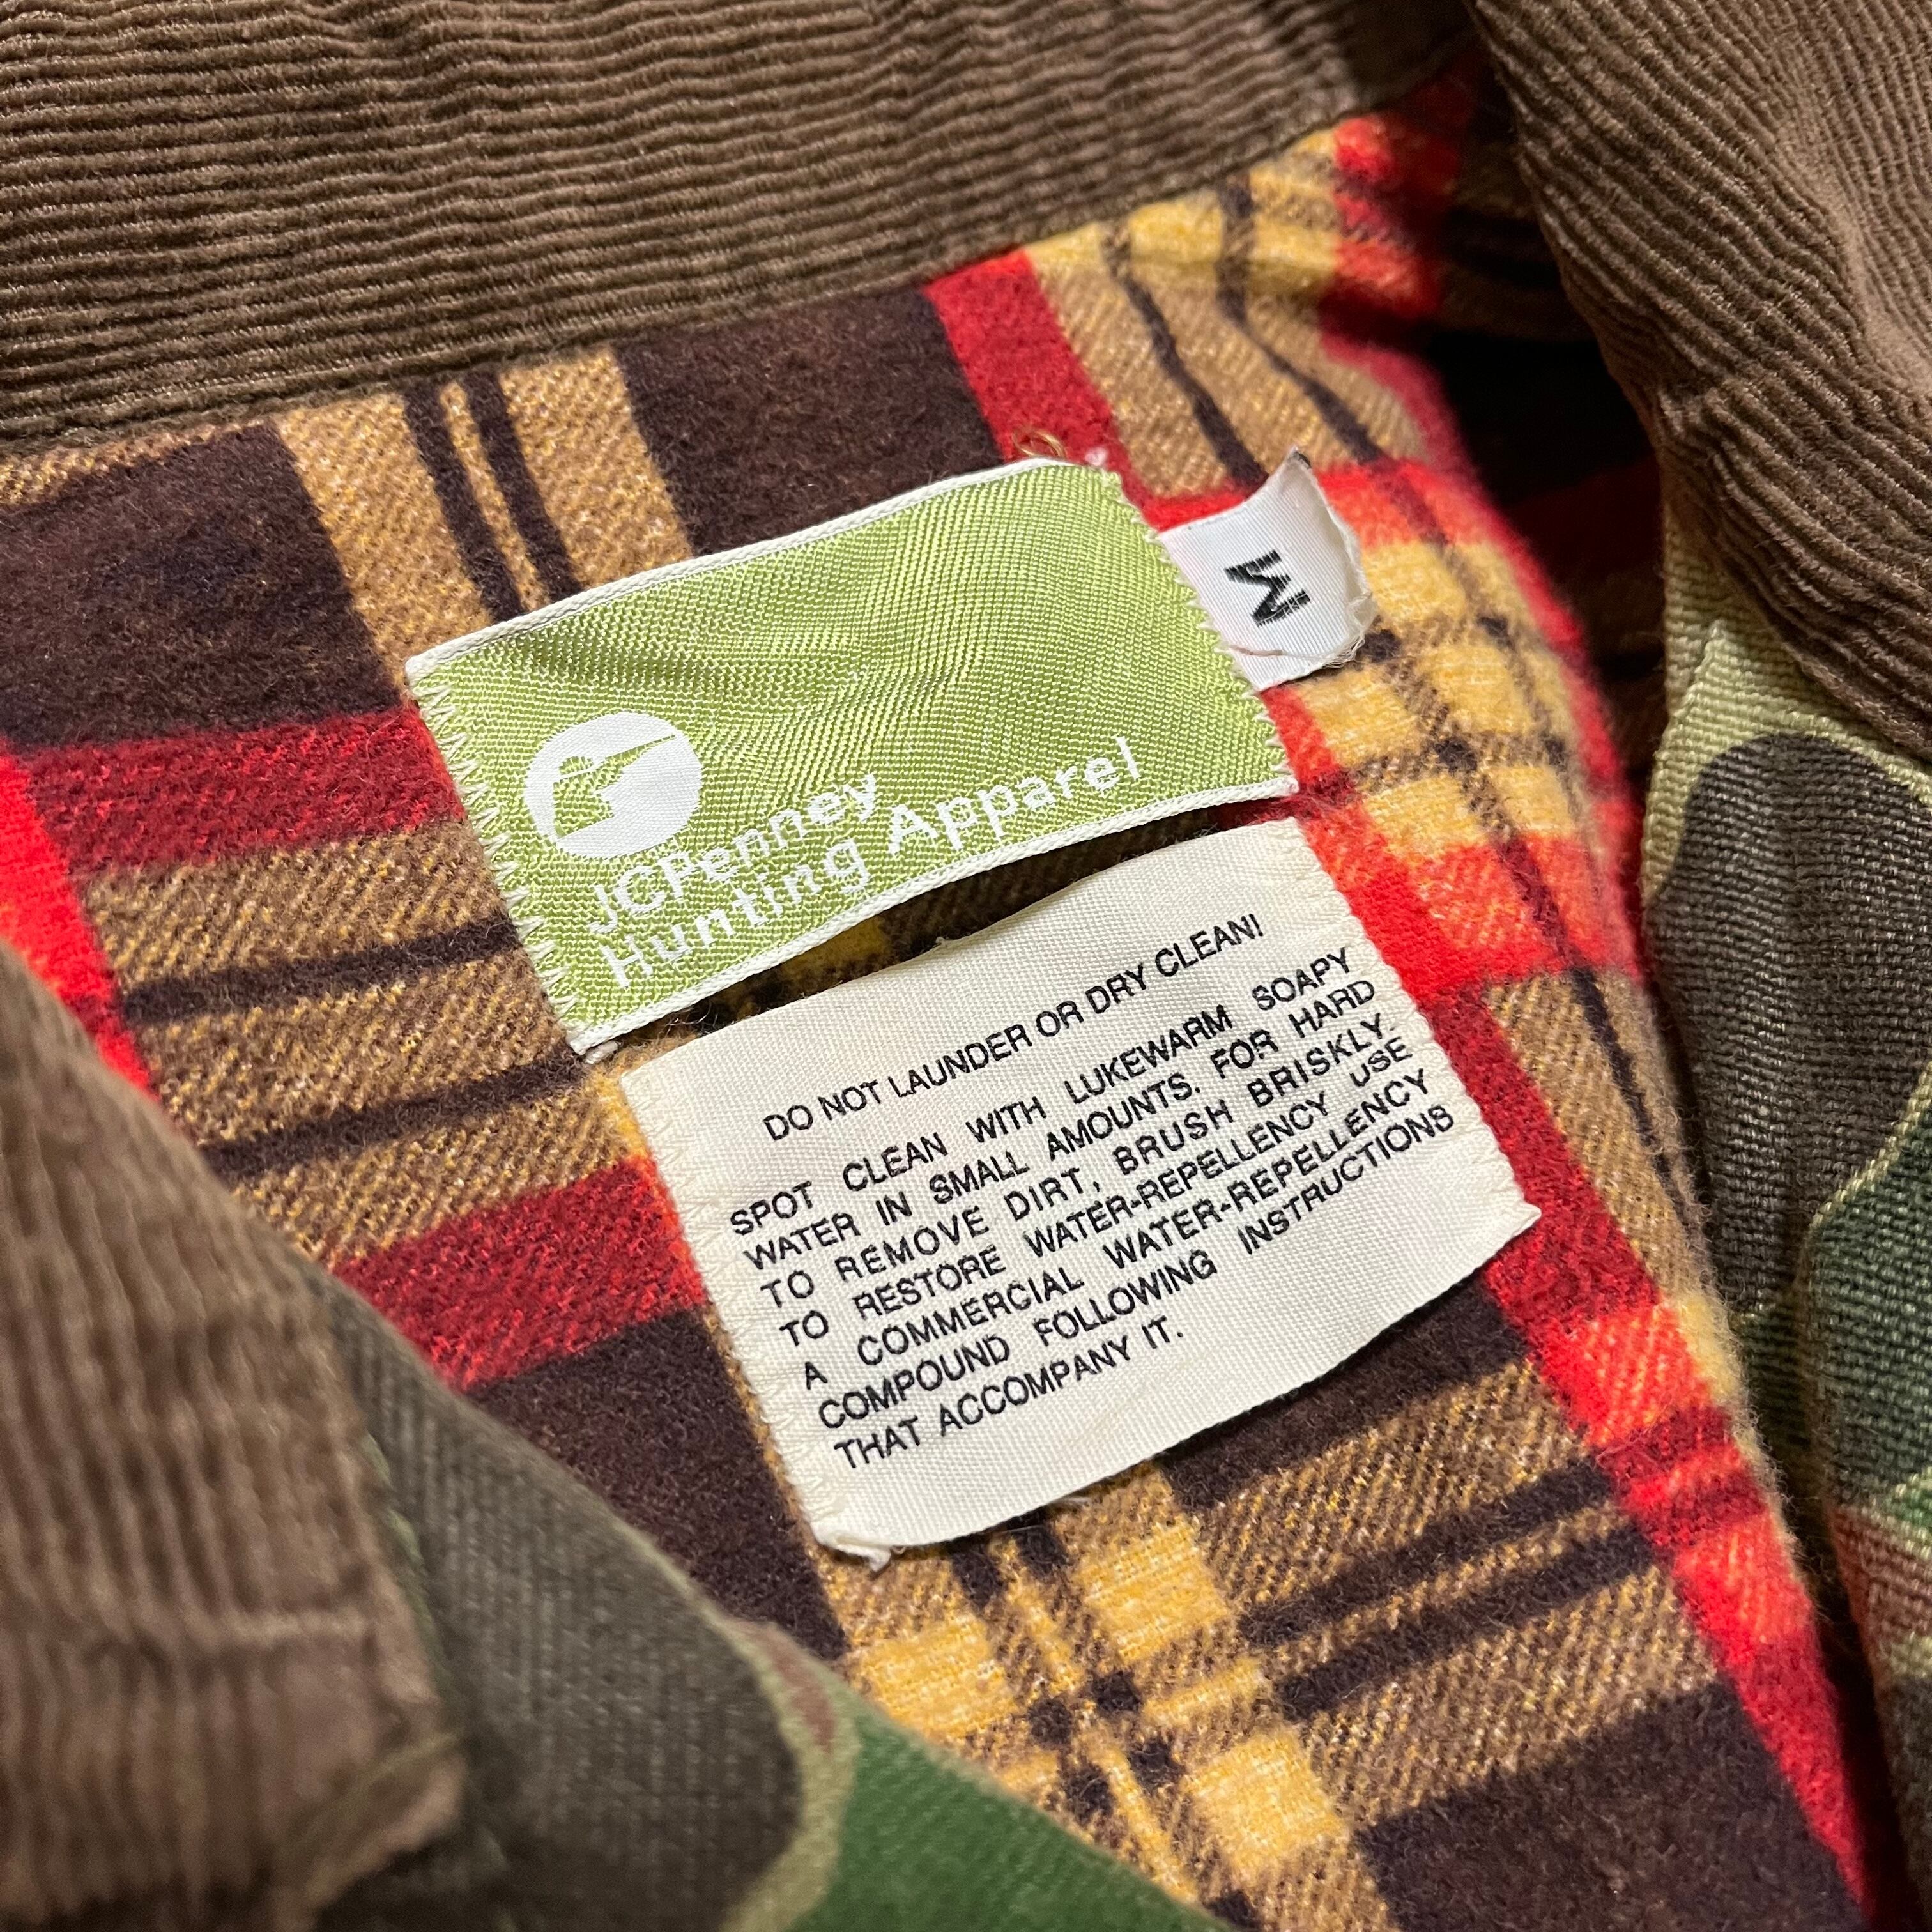 M
JCPenney
Hunting Apparel
DO NOT LAUNDER OR DRY CLEAN!
SPOT CLEAN WITH LUKEWARM SOAPY
WATER IN SMALL AMOUNTS. FOR HARD
TO REMOVE DIRT, BRUSH BRISKLY.
TO RESTORE WATER-REPELLENCY USE
A COMMERCIAL WATER-REPELLENCY
COMPOUND FOLLOWING INSTRUCTIONS
THAT ACCOMPANY IT.